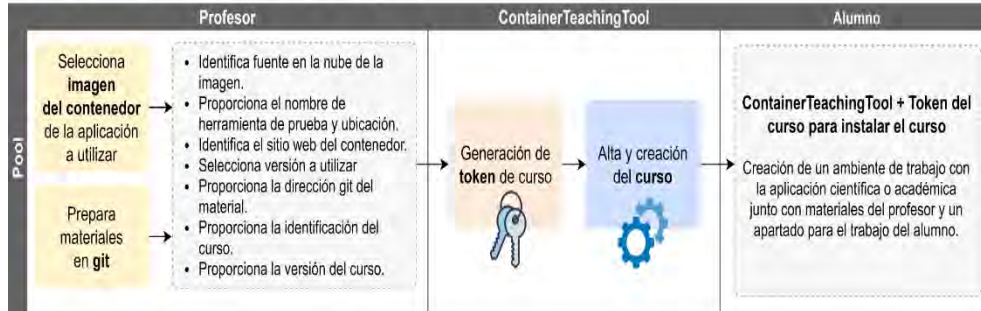 Profesor
ContainerTeachingTool
Alumno
Pool
Selecciona
imagen
del contenedor
de la aplicación
a utilizar
Prepara
materiales
en git
• Identifica fuente en la nube de la
imagen.
• Proporciona el nombre de
herramienta de prueba y ubicación.
• Identifica el sitio web del contenedor.
• Selecciona versión a utilizar
• Proporciona la dirección git del
material.
• Proporciona la identificación del
curso.
• Proporciona la versión del curso.
Generación de
token de curso
Alta y creación
del curso
ContainerTeachingTool + Token del
curso para instalar el curso
Creación de un ambiente de trabajo con
la aplicación científica o académica
junto con materiales del profesor y un
apartado para el trabajo del alumno.